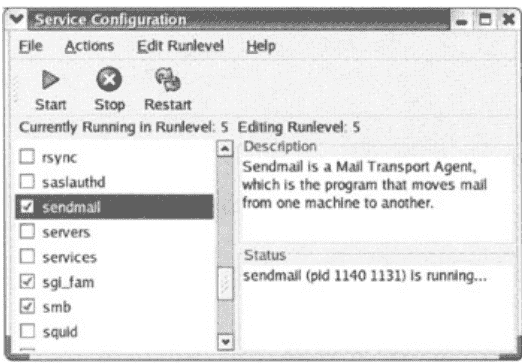 Service Configuration
File Actions Edit Runlevel Help
Start Stop Restart
Currently Running in Runlevel: 5 Editing Runlevel: 5
rsync
saslauthd
sendmail
servers
services
sgi_fam
smb
squid
Description
Sendmail is a Mail Transport Agent,
which is the program that moves mail
from one machine to another.
Status
sendmail (pid 1140 1131) is running...